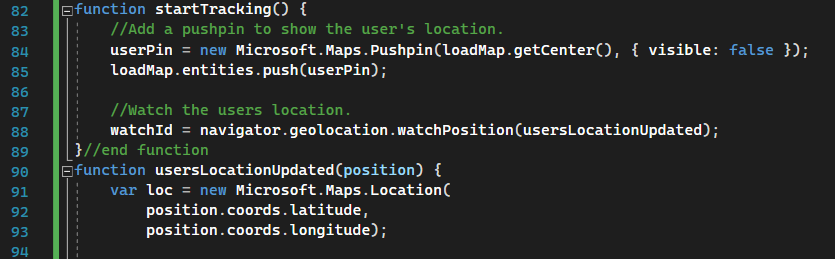 82 function startTracking() {
83 //Add a pushpin to show the user's location.
84 userPin = new Microsoft.Maps.Pushpin(loadMap.getCenter(), { visible: false });
85 loadMap.entities.push(userPin);
86
87 //Watch the users location.
88 watchId = navigator.geolocation.watchPosition(usersLocationUpdated);
89 }//end function
90 function usersLocationUpdated(position) {
91 var loc = new Microsoft.Maps.Location(
92 position.coords.latitude,
93 position.coords.longitude);
94